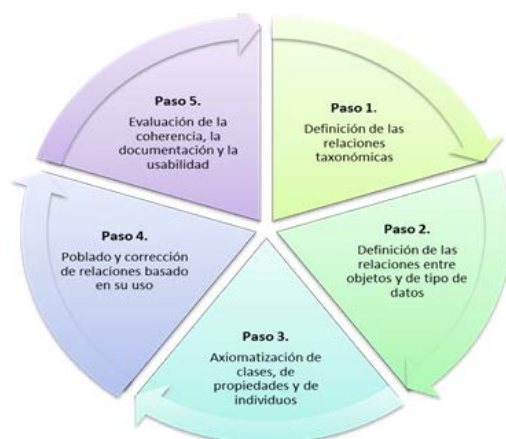 Paso 1.
Definición de las
relaciones
taxonómicas
Paso 2.
Definición de las
relaciones entre
objetos y de tipo de
datos
Paso 3.
Axiomatización de
clases, de
propiedades y de
individuos
Paso 4.
Poblado y corrección
de relaciones basado
en su uso
Paso 5.
Evaluación de la
coherencia, la
documentación y la
usabilidad